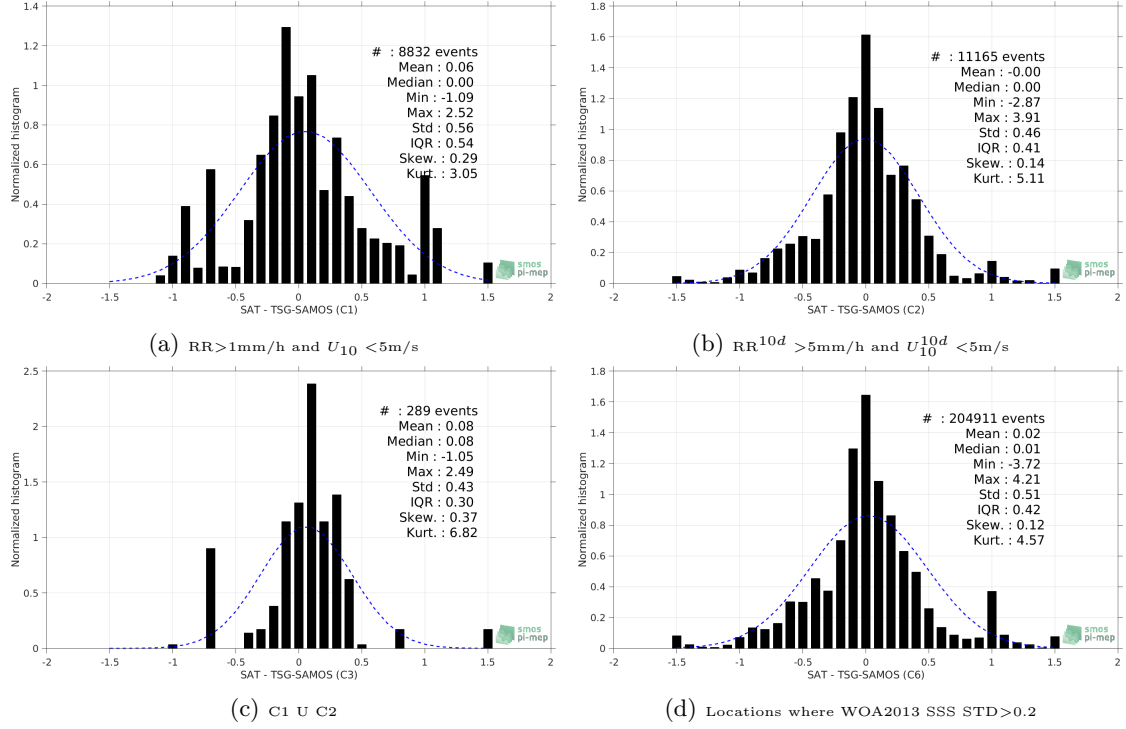 1.4
1.2
1
0.8
0.6
0.4
0.2
0
Normalized histogram
# : 8832 events
Mean : 0.06
Median : 0.00
Min : -1.09
Max : 2.52
Std : 0.56
IQR : 0.54
Skew. : 0.29
Kurt. : 3.05
smos
pi-mep
-2 -1.5 -1 -0.5 0 0.5 1 1.5 2
SAT - TSG-SAMOS (C1)
(a) RR>1mm/h and U10 <5m/s
1.8
1.6
1.4
1.2
1
0.8
0.6
0.4
0.2
0
Normalized histogram
# : 11165 events
Mean : -0.00
Median : 0.00
Min : -2.87
Max : 3.91
Std : 0.46
IQR : 0.41
Skew. : 0.14
Kurt. : 5.11
smos
pi-mep
-2 -1.5 -1 -0.5 0 0.5 1 1.5 2
SAT - TSG-SAMOS (C2)
(b) RR^10d >5mm/h and U10^10d <5m/s
2.5
2
1.5
1
0.5
0
Normalized histogram
# : 289 events
Mean : 0.08
Median : 0.08
Min : -1.05
Max : 2.49
Std : 0.43
IQR : 0.30
Skew. : 0.37
Kurt. : 6.82
smos
pi-mep
-2 -1.5 -1 -0.5 0 0.5 1 1.5 2
SAT - TSG-SAMOS (C3)
(c) C1 U C2
1.8
1.6
1.4
1.2
1
0.8
0.6
0.4
0.2
0
Normalized histogram
# : 204911 events
Mean : 0.02
Median : 0.01
Min : -3.72
Max : 4.21
Std : 0.51
IQR : 0.42
Skew. : 0.12
Kurt. : 4.57
smos
pi-mep
-2 -1.5 -1 -0.5 0 0.5 1 1.5 2
SAT - TSG-SAMOS (C6)
(d) Locations where WOA2013 SSS STD>0.2